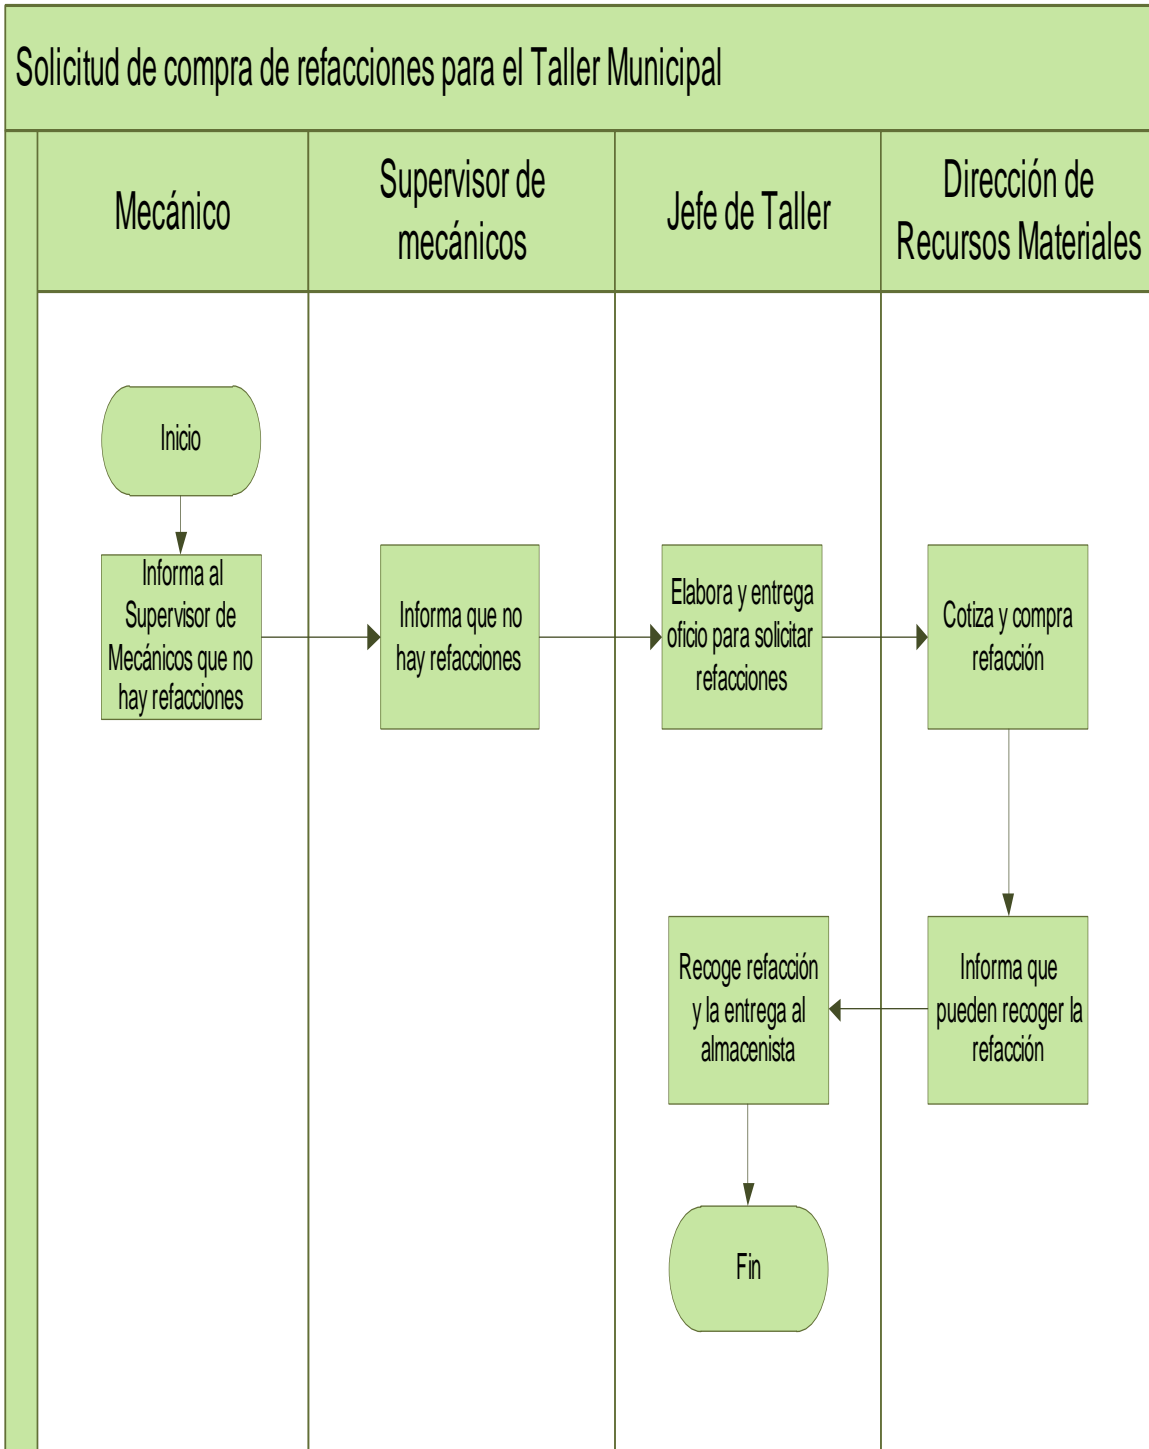 Solicitud de compra de refacciones para el Taller Municipal
Mecánico
Supervisor de
mecánicos
Jefe de Taller
Dirección de
Recursos Materiales
Inicio
Informa al
Supervisor de
Mecánicos que no
hay refacciones
Informa que no
hay refacciones
Elabora y entrega
oficio para solicitar
refacciones
Cotiza y compra
refacción
Informa que
pueden recoger la
refacción
Recoge refacción
y la entrega al
almacenista
Fin